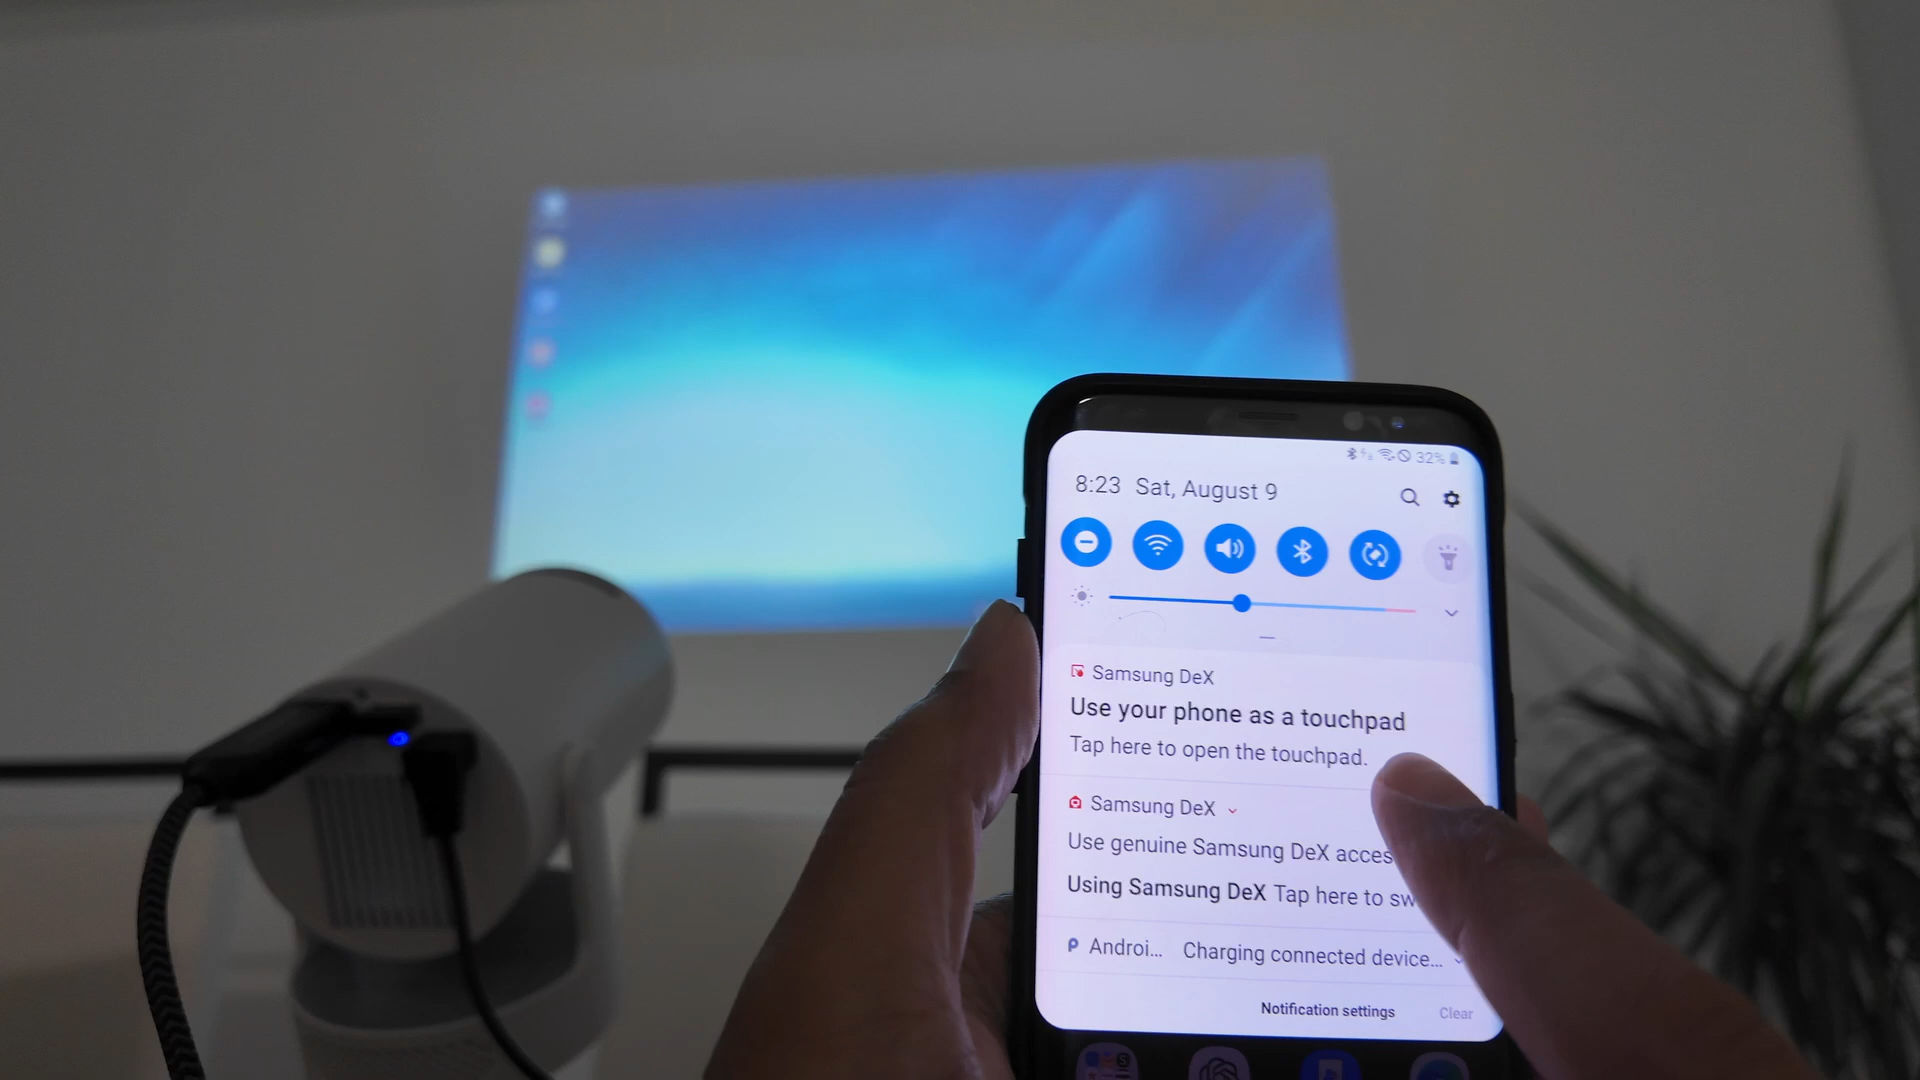 32%
8:23 Sat, August 9
Samsung DeX
Use your phone as a touchpad
Tap here to open the touchpad.
Samsung DeX
Use genuine Samsung DeX acces
Using Samsung DeX Tap here to sw
Androi... Charging connected device...
Notification settings Clear